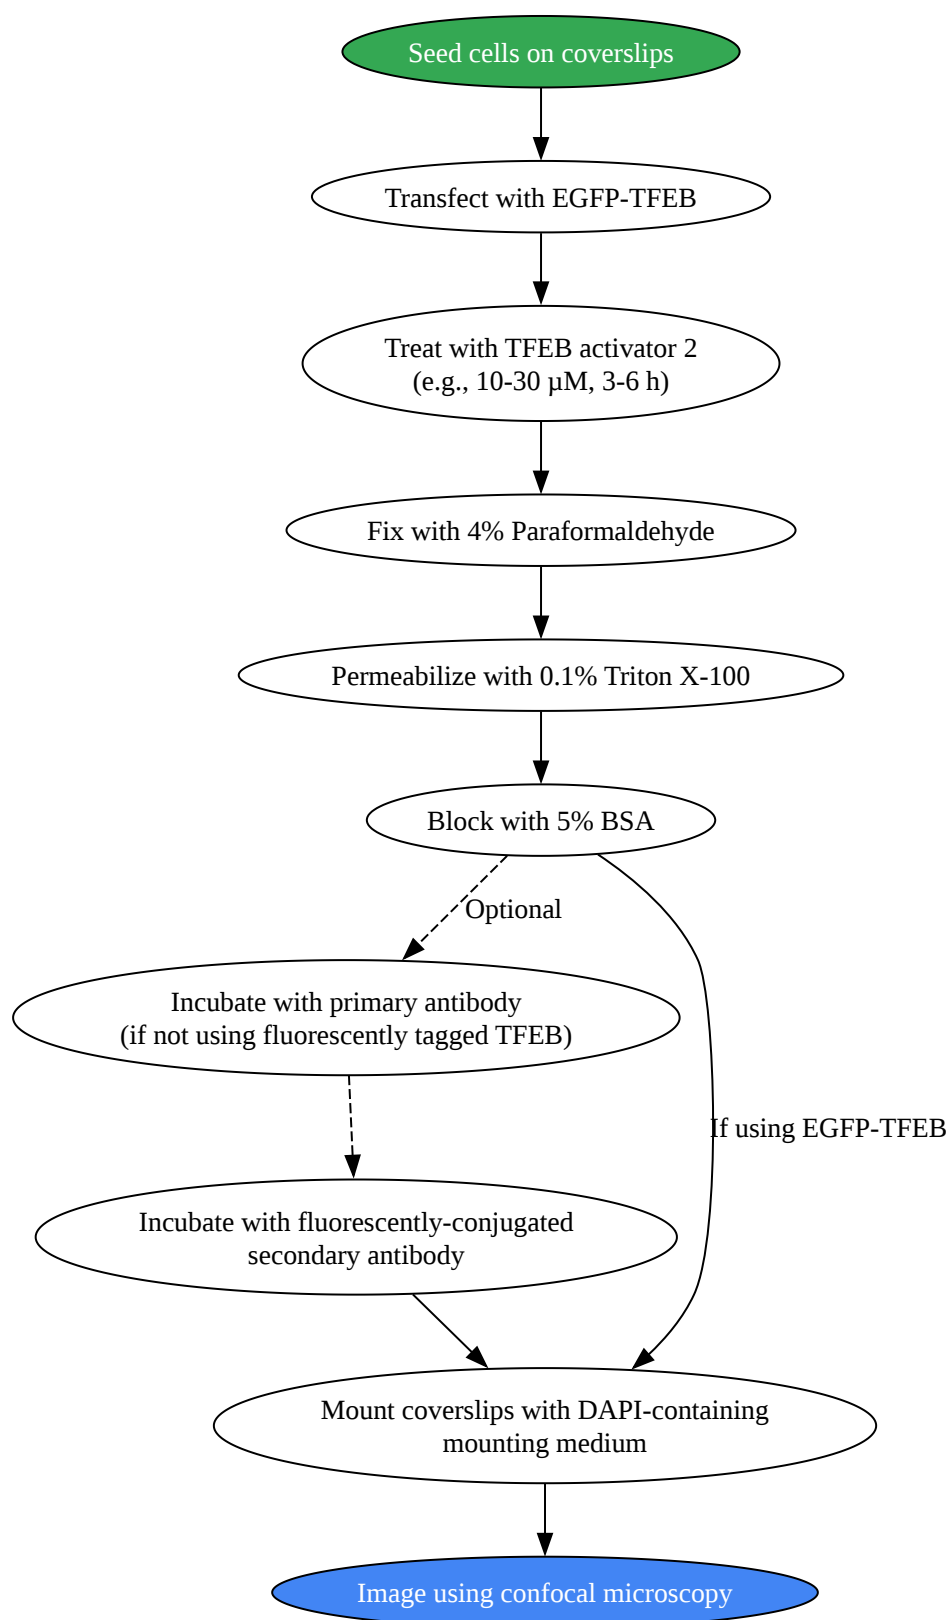 Seed cells on coverslips
Transfect with EGFP-TFEB
Treat with TFEB activator 2
(e.g., 10-30 µM, 3-6 h)
Fix with 4% Paraformaldehyde
Permeabilize with 0.1% Triton X-100
Block with 5% BSA
Optional
Incubate with primary antibody
(if not using fluorescently tagged TFEB)
If using EGFP-TFEB
Incubate with fluorescently-conjugated
secondary antibody
Mount coverslips with DAPI-containing
mounting medium
Image using confocal microscopy